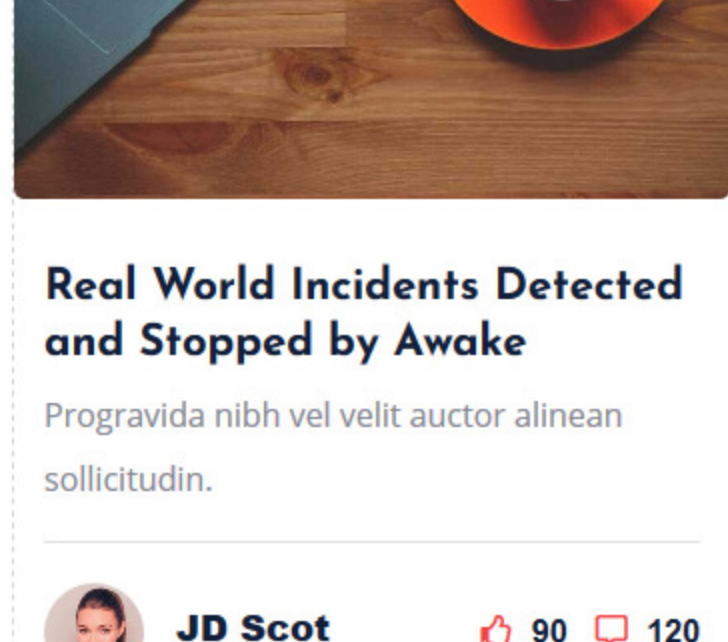 Real World Incidents Detected
and Stopped by Awake
Progravida nibh vel velit auctor alinean
sollicitudin.
JD Scot 90 120